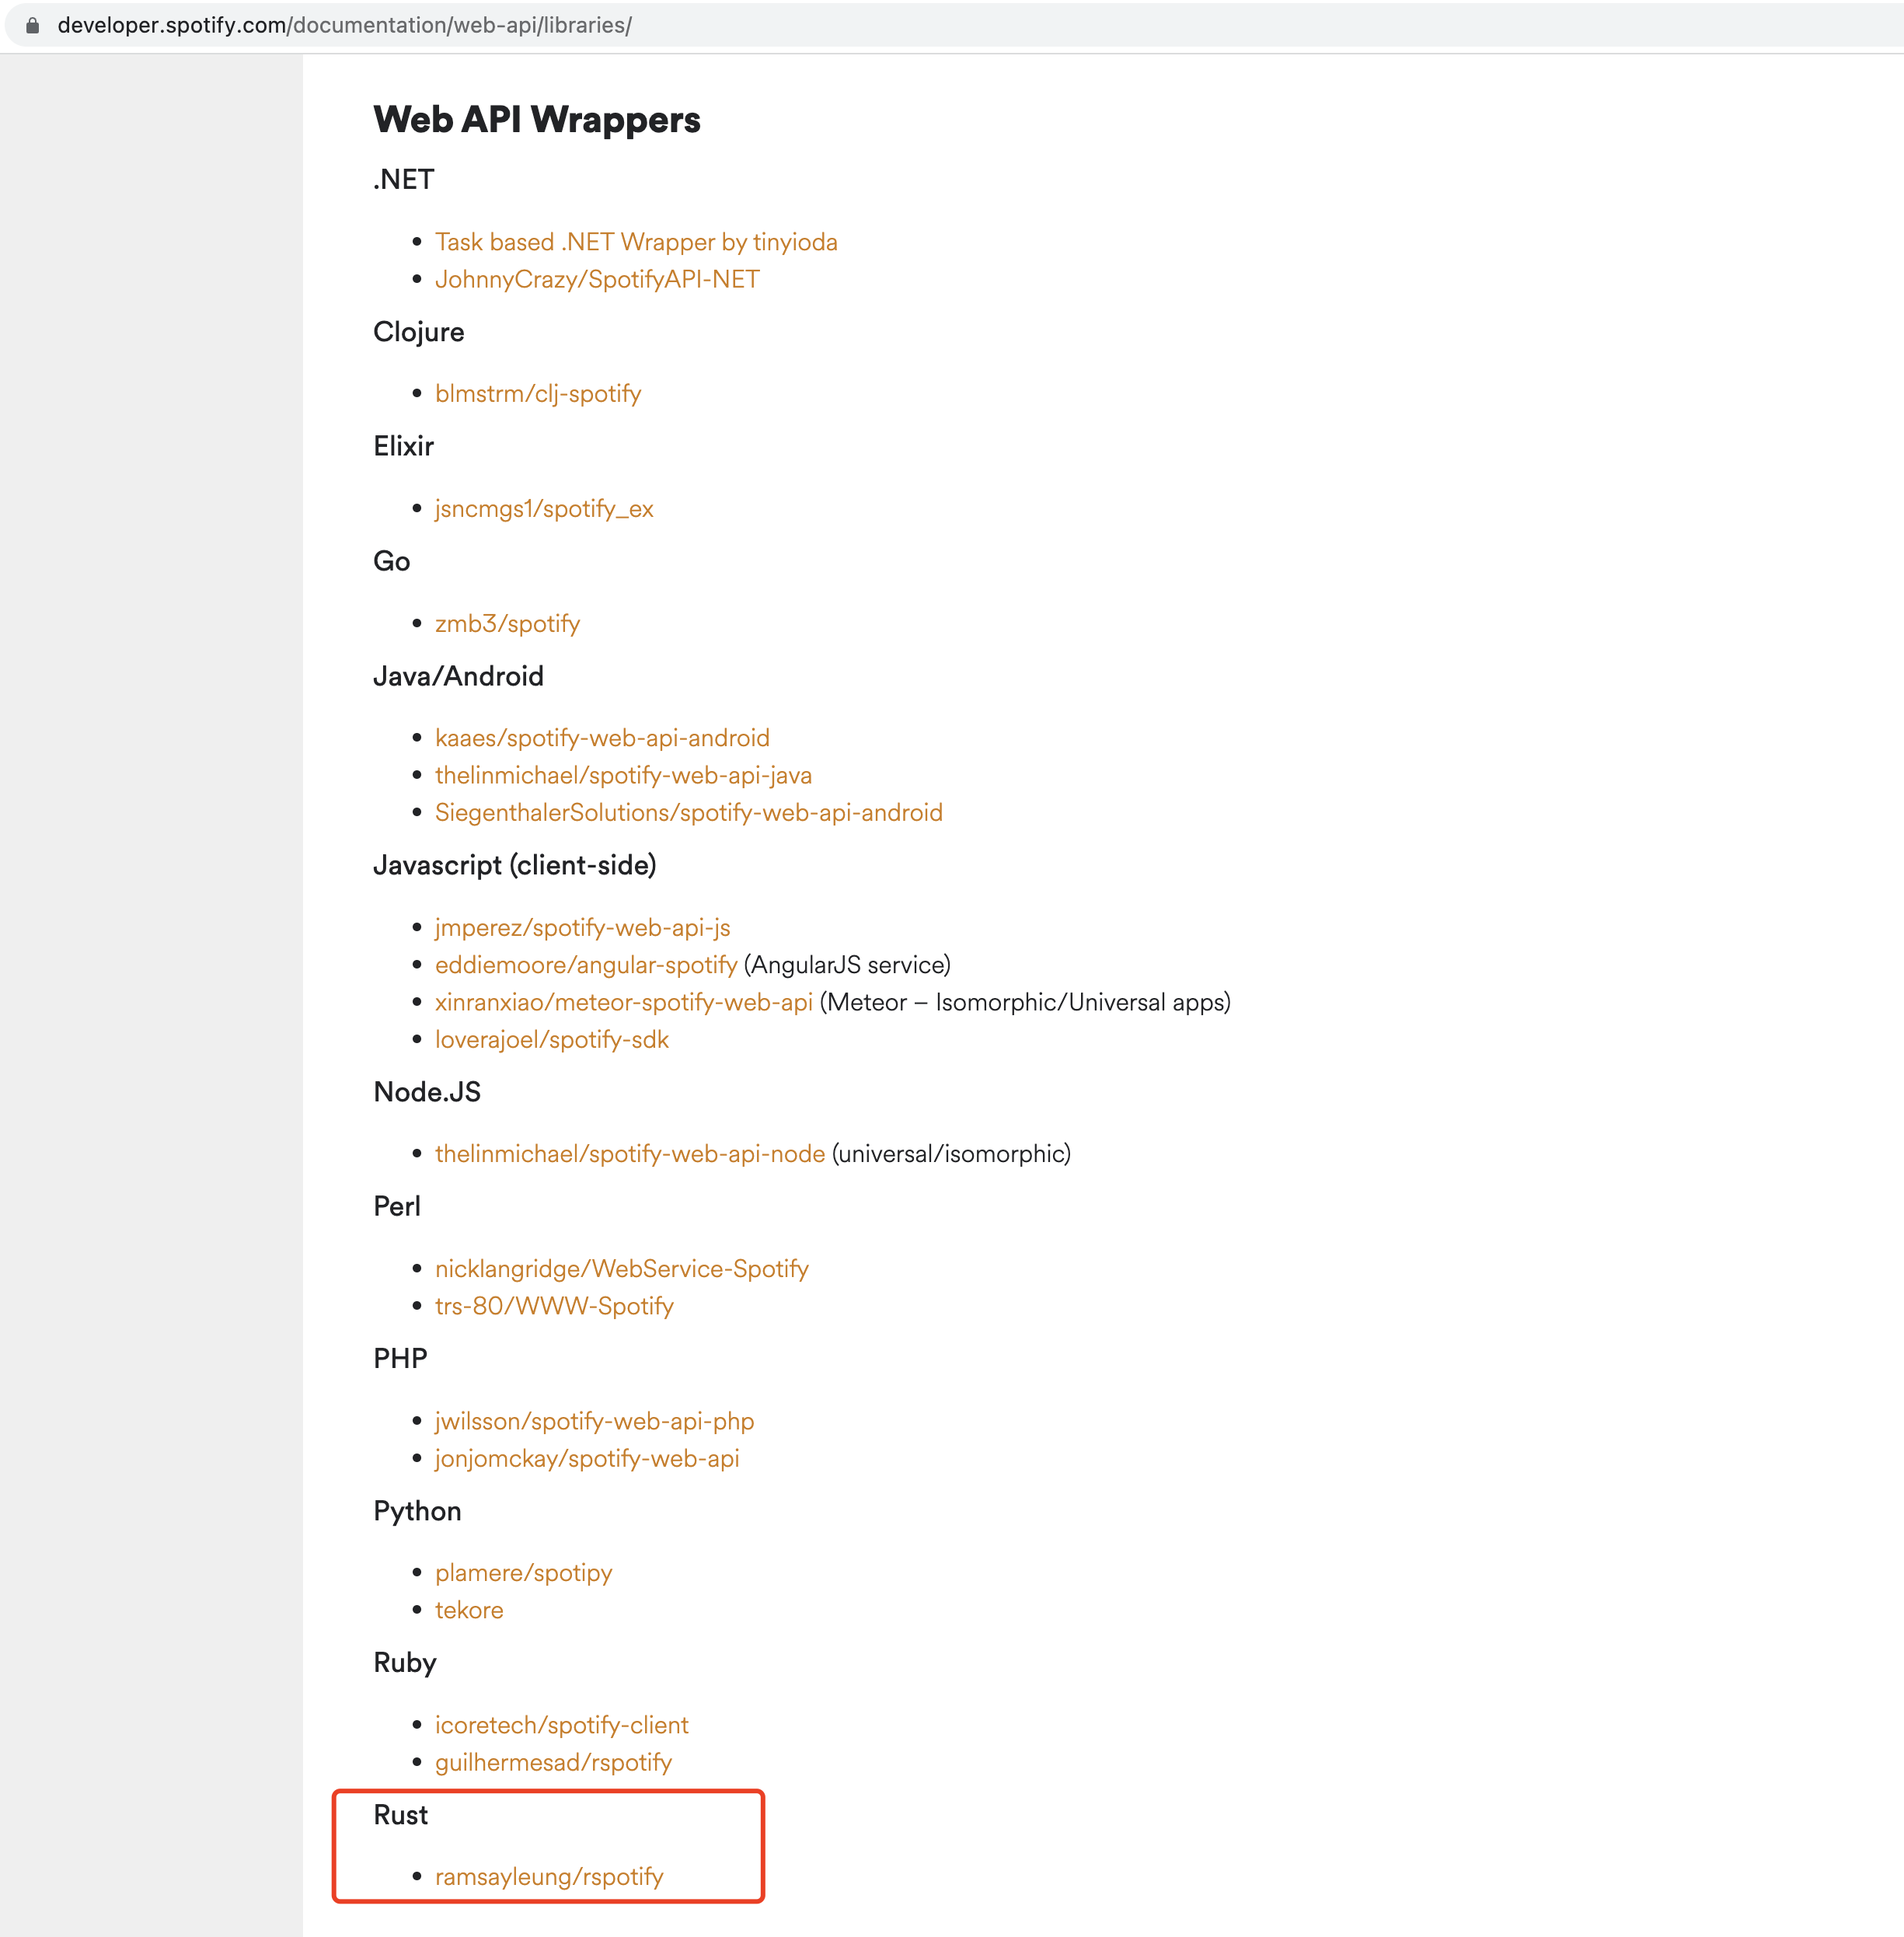 developer.spotify.com/documentation/web-api/libraries/
Web API Wrappers
.NET
• Task based .NET Wrapper by tinyioda
• JohnnyCrazy/SpotifyAPI-NET
Clojure
• blmstrm/clj-spotify
Elixir
• jsncmgs1/spotify_ex
Go
• zmb3/spotify
Java/Android
• kaaes/spotify-web-api-android
• thelinmichael/spotify-web-api-java
• SiegenthalerSolutions/spotify-web-api-android
Javascript (client-side)
• jmperez/spotify-web-api-js
• eddiemoore/angular-spotify (AngularJS service)
• xinranxiao/meteor-spotify-web-api (Meteor – Isomorphic/Universal apps)
• loverajoel/spotify-sdk
Node.JS
• thelinmichael/spotify-web-api-node (universal/isomorphic)
Perl
• nicklangridge/WebService-Spotify
• trs-80/WWW-Spotify
PHP
• jwilsson/spotify-web-api-php
• jonjomckay/spotify-web-api
Python
• plamere/spotipy
• tekore
Ruby
• icoretech/spotify-client
• guilhermesad/rspotify
Rust
• ramsayleung/rspotify